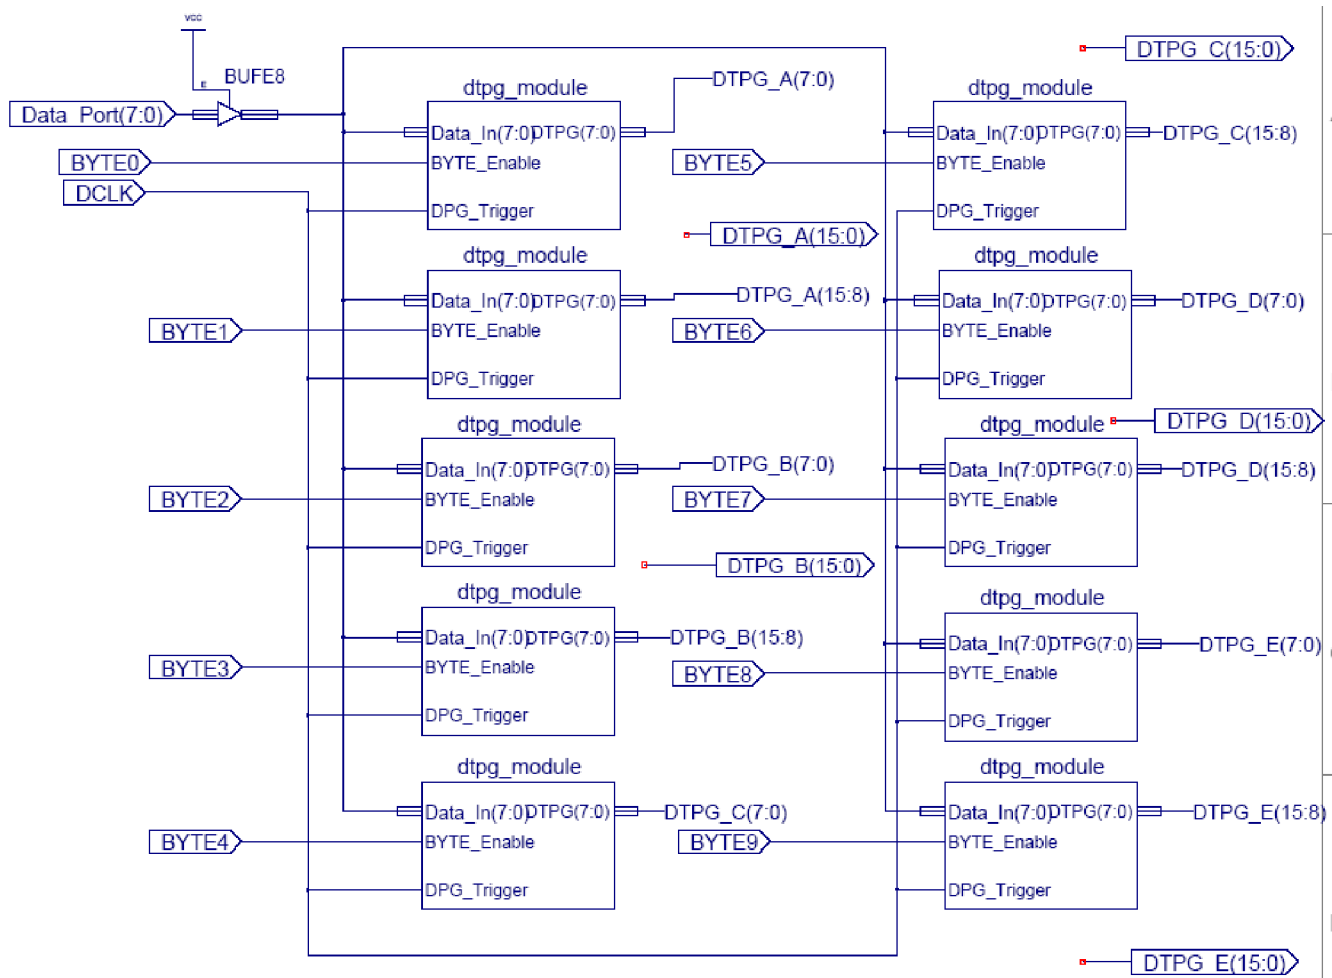 VCC
E
BUFE8
Data_Port(7:0)
BYTE0
DCLK
dtpg_module
Data_In(7:0)
DTPG(7:0)
BYTE_Enable
DPG_Trigger
DTPG_A(7:0)
DTPG_A(15:0)
BYTE1
dtpg_module
Data_In(7:0)
DTPG(7:0)
BYTE_Enable
DPG_Trigger
DTPG_A(15:8)
BYTE2
dtpg_module
Data_In(7:0)
DTPG(7:0)
BYTE_Enable
DPG_Trigger
DTPG_B(7:0)
DTPG_B(15:0)
BYTE3
dtpg_module
Data_In(7:0)
DTPG(7:0)
BYTE_Enable
DPG_Trigger
DTPG_B(15:8)
BYTE4
dtpg_module
Data_In(7:0)
DTPG(7:0)
BYTE_Enable
DPG_Trigger
DTPG_C(7:0)
DTPG_C(15:0)
BYTE5
dtpg_module
Data_In(7:0)
DTPG(7:0)
BYTE_Enable
DPG_Trigger
DTPG_C(15:8)
BYTE6
dtpg_module
Data_In(7:0)
DTPG(7:0)
BYTE_Enable
DPG_Trigger
DTPG_D(7:0)
DTPG_D(15:0)
BYTE7
dtpg_module
Data_In(7:0)
DTPG(7:0)
BYTE_Enable
DPG_Trigger
DTPG_D(15:8)
BYTE8
dtpg_module
Data_In(7:0)
DTPG(7:0)
BYTE_Enable
DPG_Trigger
DTPG_E(7:0)
BYTE9
dtpg_module
Data_In(7:0)
DTPG(7:0)
BYTE_Enable
DPG_Trigger
DTPG_E(15:8)
DTPG_E(15:0)